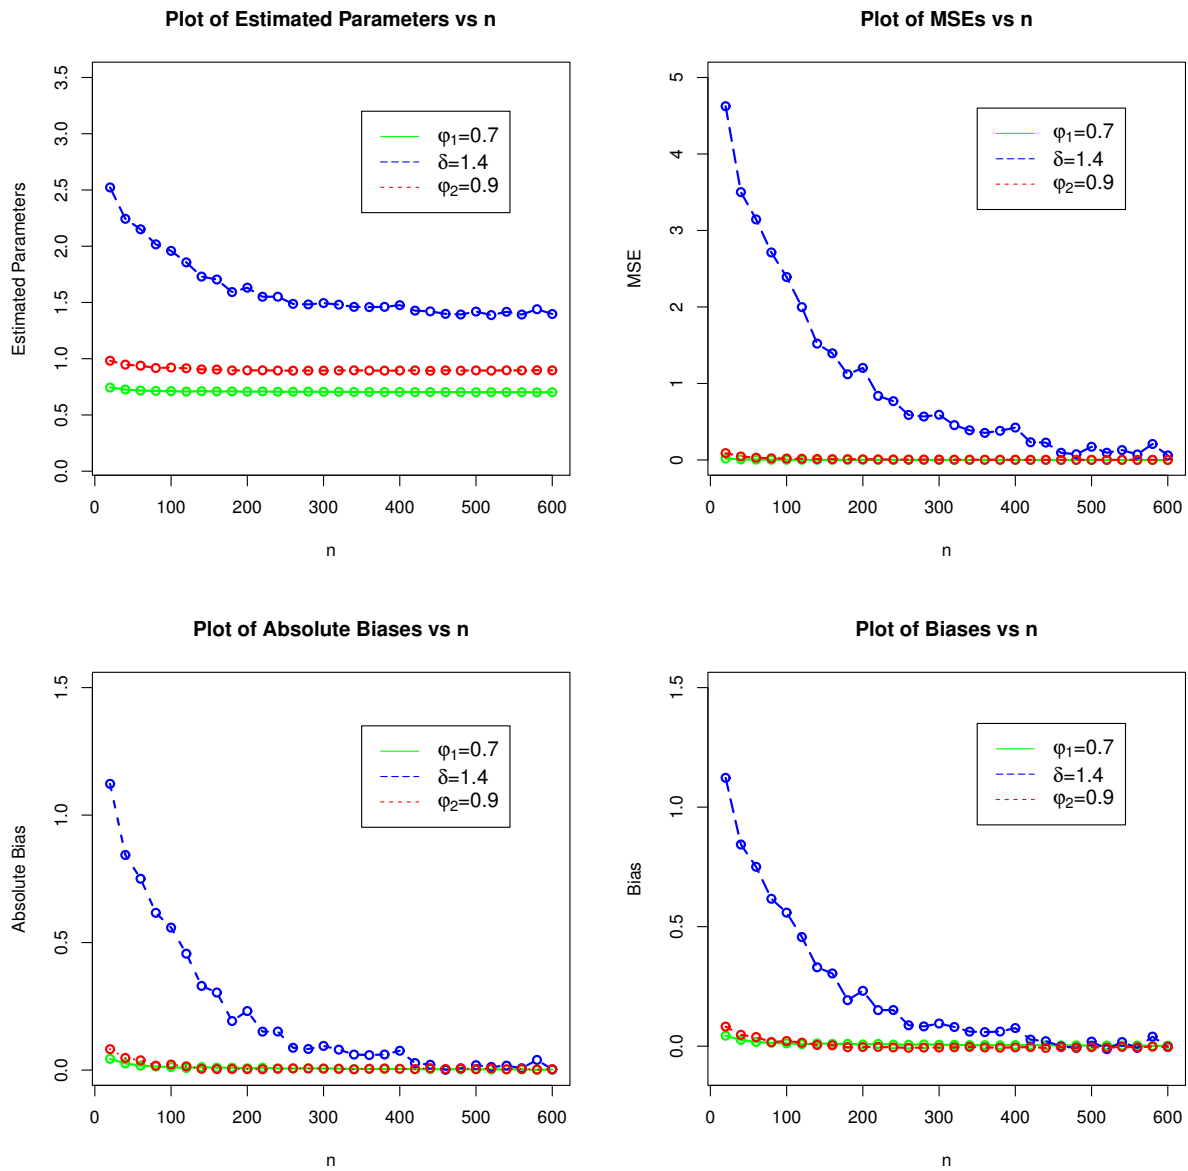 Plot of Estimated Parameters vs n
Estimated Parameters
3.5
3.0
2.5
2.0
1.5
1.0
0.5
0.0
φ1=0.7
δ=1.4
φ2=0.9
0 100 200 300 400 500 600
n
Plot of MSEs vs n
MSE
5
4
3
2
1
0
φ1=0.7
δ=1.4
φ2=0.9
0 100 200 300 400 500 600
n
Plot of Absolute Biases vs n
Absolute Bias
1.5
1.0
0.5
0.0
φ1=0.7
δ=1.4
φ2=0.9
0 100 200 300 400 500 600
n
Plot of Biases vs n
Bias
1.5
1.0
0.5
0.0
φ1=0.7
δ=1.4
φ2=0.9
0 100 200 300 400 500 600
n